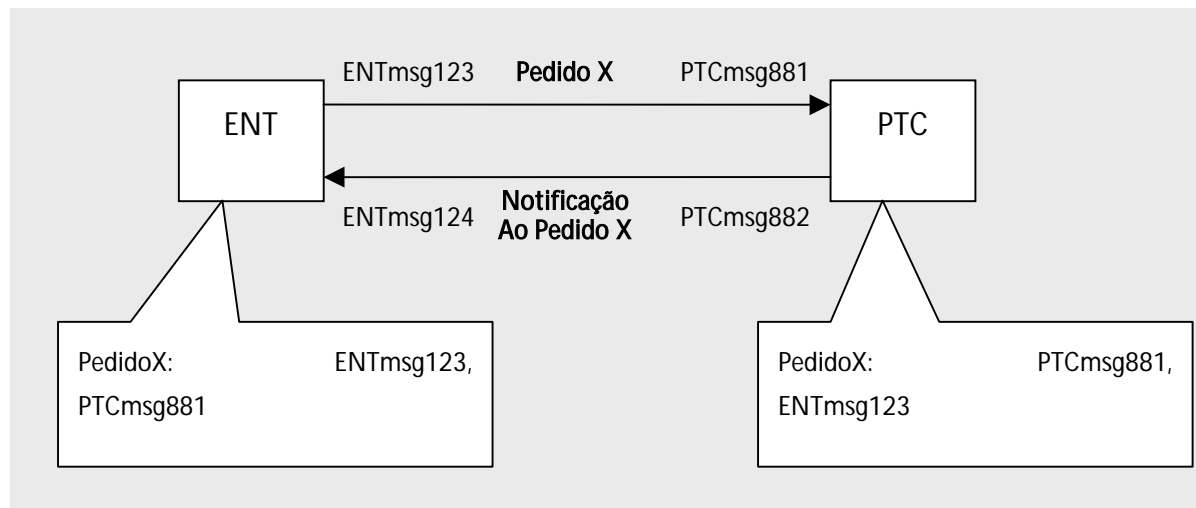 ENTmsg123 Pedido X PTCmsg881
ENT
PTC
ENTmsg124 Notificação Ao Pedido X PTCmsg882
PedidoX: ENTmsg123,
PTCmsg881
PedidoX: PTCmsg881,
ENTmsg123